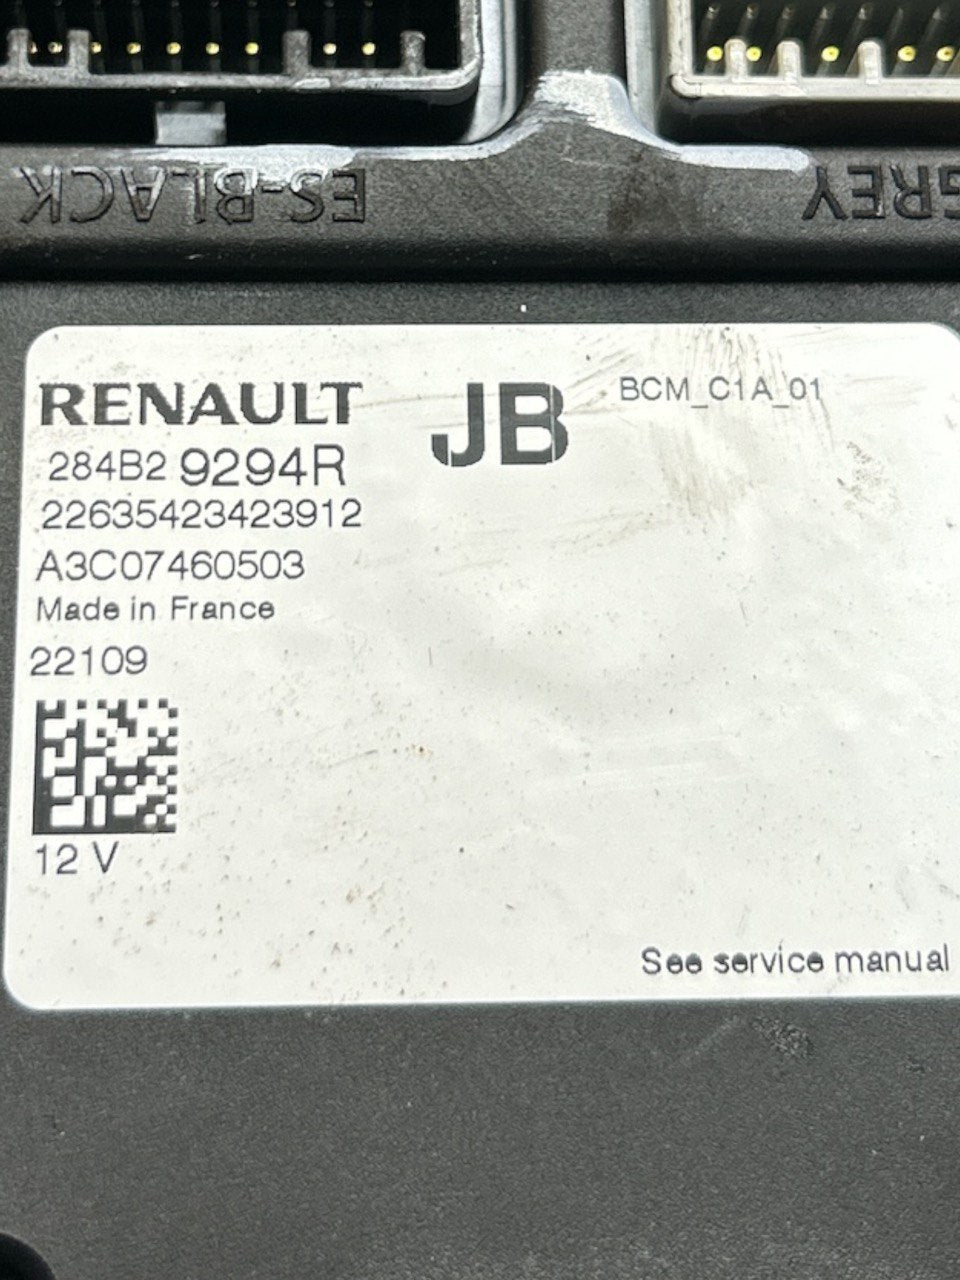 ES-BLACK
GREY
RENAULT
JB
BCM_C1A_01
284B2 9294R
22635423423912
A3C07460503
Made in France
22109
12 V
See service manual